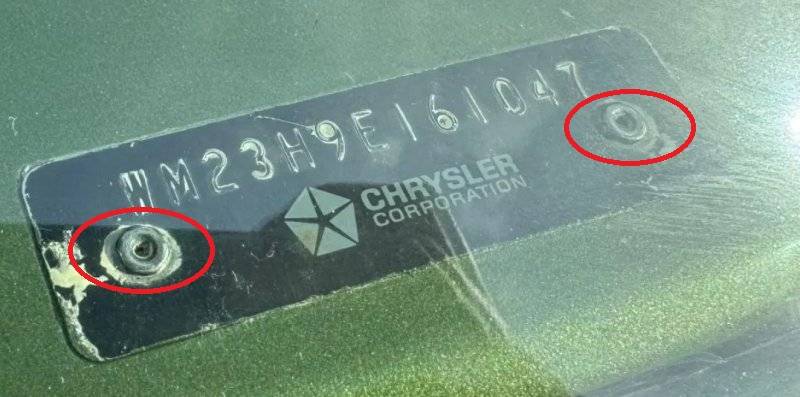 WM23H9E161047
CHRYSLER
CORPORATION